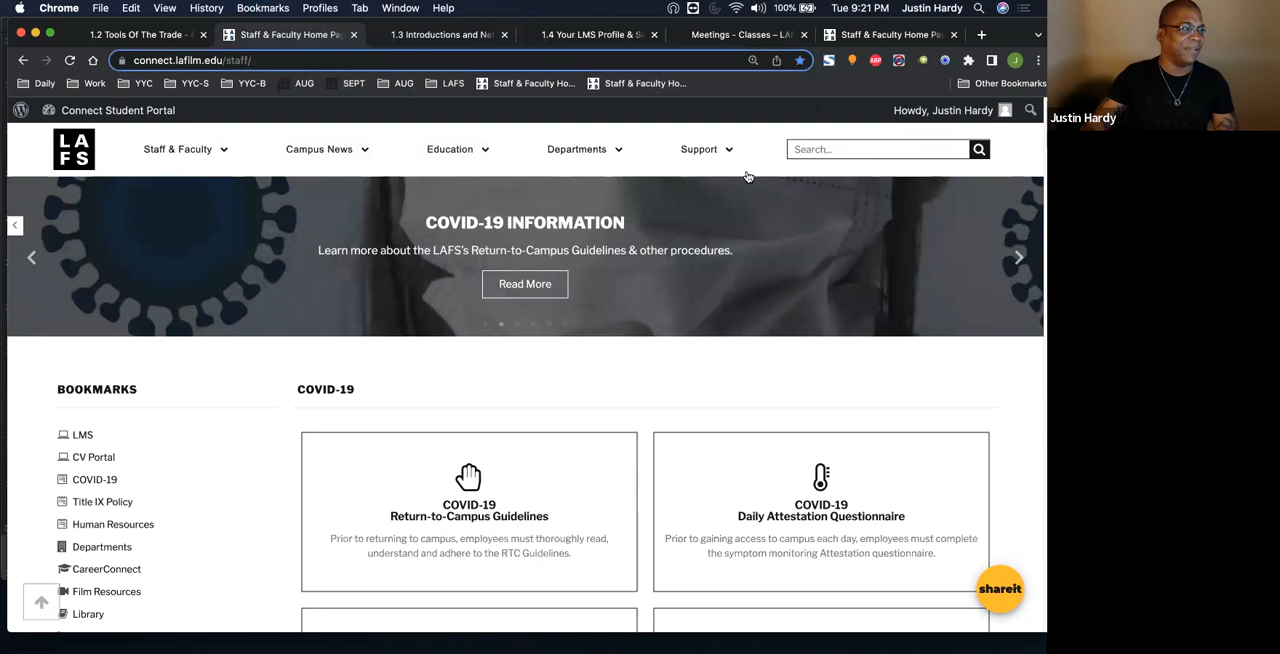 Chrome File Edit View History Bookmarks Profiles Tab Window Help 100% Tue 9:21 PM Justin Hardy
1.2 Tools Of The Trade - Staff & Faculty Home Pag 1.3 Introductions and Ne 1.4 Your LMS Profile & Se Meetings - Classes – LAF Staff & Faculty Home Pag
connect.lafilm.edu/staff/
Daily Work YYC YYC-S YYC-B AUG SEPT AUG LAFS Staff & Faculty Ho... Staff & Faculty Ho... Other Bookmarks
Connect Student Portal Howdy, Justin Hardy
Justin Hardy
LA
FS
Staff & Faculty Campus News Education Departments Support Search...
COVID-19 INFORMATION
Learn more about the LAFS's Return-to-Campus Guidelines & other procedures.
Read More
BOOKMARKS
LMS
CV Portal
COVID-19
Title IX Policy
Human Resources
Departments
CareerConnect
Film Resources
Library
COVID-19
COVID-19
Return-to-Campus Guidelines
Prior to returning to campus, employees must thoroughly read,
understand and adhere to the RTC Guidelines.
COVID-19
Daily Attestation Questionnaire
Prior to gaining access to campus each day, employees must complete
the symptom monitoring Attestation questionnaire.
shareit